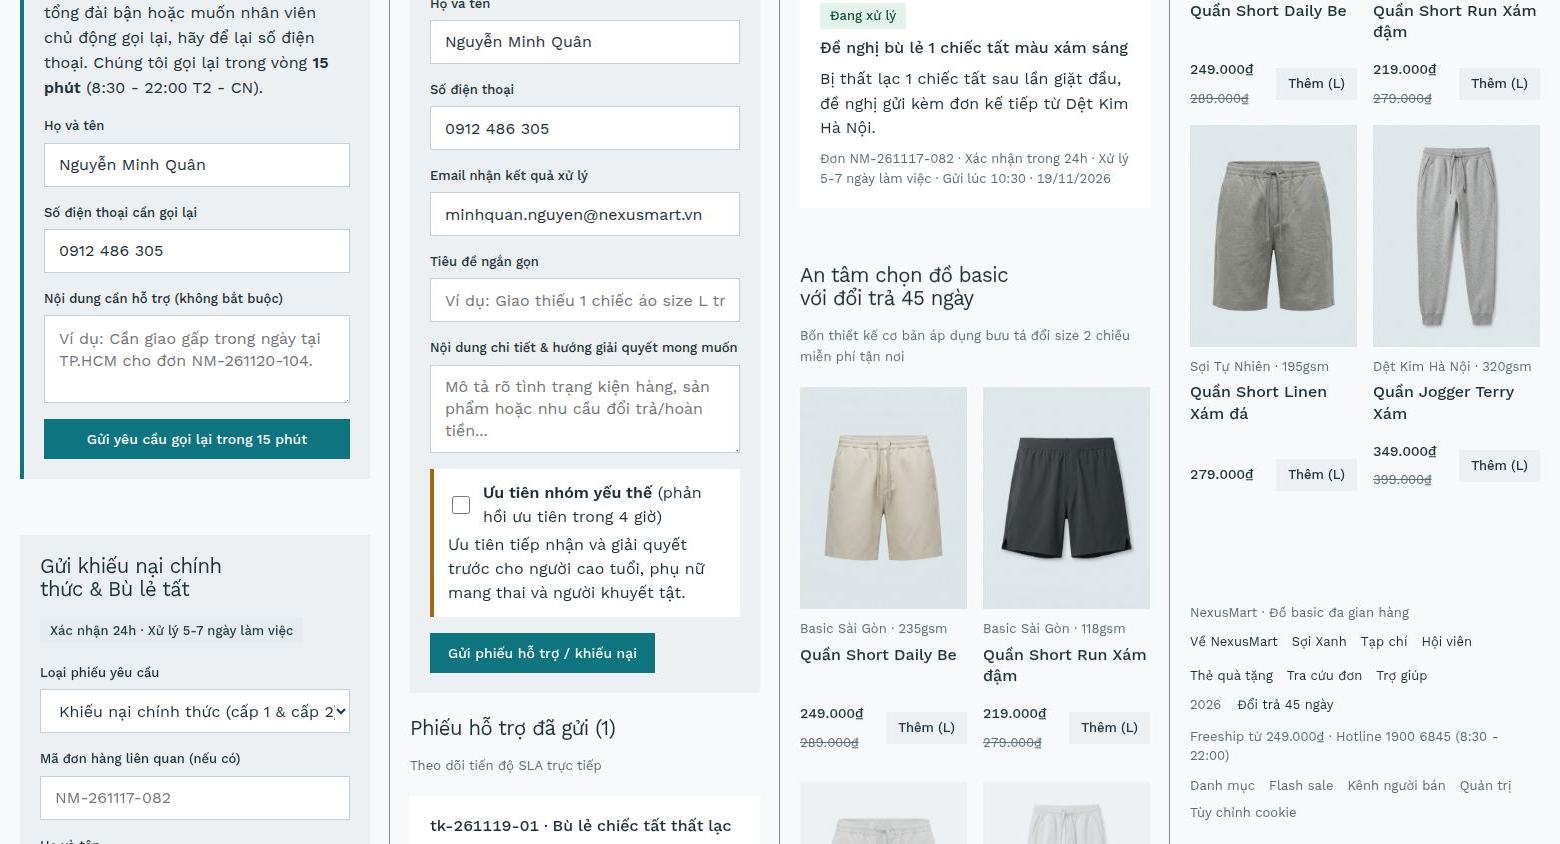 tổng đài bận hoặc muốn nhân viên
chủ động gọi lại, hãy để lại số điện
thoại. Chúng tôi gọi lại trong vòng 15
phút (8:30 - 22:00 T2 - CN).
Họ và tên
Nguyễn Minh Quân
Số điện thoại cần gọi lại
0912 486 305
Nội dung cần hỗ trợ (không bắt buộc)
Ví dụ: Cần giao gấp trong ngày tại
TP.HCM cho đơn NM-261120-104.
Gửi yêu cầu gọi lại trong 15 phút
Gửi khiếu nại chính
thức & Bù lẻ tất
Xác nhận 24h · Xử lý 5-7 ngày làm việc
Loại phiếu yêu cầu
Khiếu nại chính thức (cấp 1 & cấp 2)
Mã đơn hàng liên quan (nếu có)
NM-261117-082
Họ và tên
Họ và tên
Nguyễn Minh Quân
Số điện thoại
0912 486 305
Email nhận kết quả xử lý
minhquan.nguyen@nexusmart.vn
Tiêu đề ngắn gọn
Ví dụ: Giao thiếu 1 chiếc áo size L tr
Nội dung chi tiết & hướng giải quyết mong muốn
Mô tả rõ tình trạng kiện hàng, sản
phẩm hoặc nhu cầu đổi trả/hoàn
tiền...
Ưu tiên nhóm yếu thế (phản
hồi ưu tiên trong 4 giờ)
Ưu tiên tiếp nhận và giải quyết
trước cho người cao tuổi, phụ nữ
mang thai và người khuyết tật.
Gửi phiếu hỗ trợ / khiếu nại
Phiếu hỗ trợ đã gửi (1)
Theo dõi tiến độ SLA trực tiếp
tk-261119-01 · Bù lẻ chiếc tất thất lạc
Đang xử lý
Đề nghị bù lẻ 1 chiếc tất màu xám sáng
Bị thất lạc 1 chiếc tất sau lần giặt đầu,
đề nghị gửi kèm đơn kế tiếp từ Dệt Kim
Hà Nội.
Đơn NM-261117-082 · Xác nhận trong 24h · Xử lý
5-7 ngày làm việc · Gửi lúc 10:30 · 19/11/2026
An tâm chọn đồ basic
với đổi trả 45 ngày
Bốn thiết kế cơ bản áp dụng bưu tá đổi size 2 chiều
miễn phí tận nơi
Basic Sài Gòn · 235gsm
Quần Short Daily Be
249.000₫
289.000₫
Thêm (L)
Basic Sài Gòn · 118gsm
Quần Short Run Xám
đậm
219.000₫
279.000₫
Thêm (L)
Quần Short Daily Be
249.000₫
289.000₫
Thêm (L)
Quần Short Run Xám
đậm
219.000₫
279.000₫
Thêm (L)
Sợi Tự Nhiên · 195gsm
Quần Short Linen
Xám đá
279.000₫
Thêm (L)
Dệt Kim Hà Nội · 320gsm
Quần Jogger Terry
Xám
349.000₫
399.000₫
Thêm (L)
NexusMart · Đồ basic đa gian hàng
Về NexusMart Sợi Xanh Tạp chí Hội viên
Thẻ quà tặng Tra cứu đơn Trợ giúp
2026 Đổi trả 45 ngày
Freeship từ 249.000₫ · Hotline 1900 6845 (8:30 -
22:00)
Danh mục Flash sale Kênh người bán Quản trị
Tùy chỉnh cookie